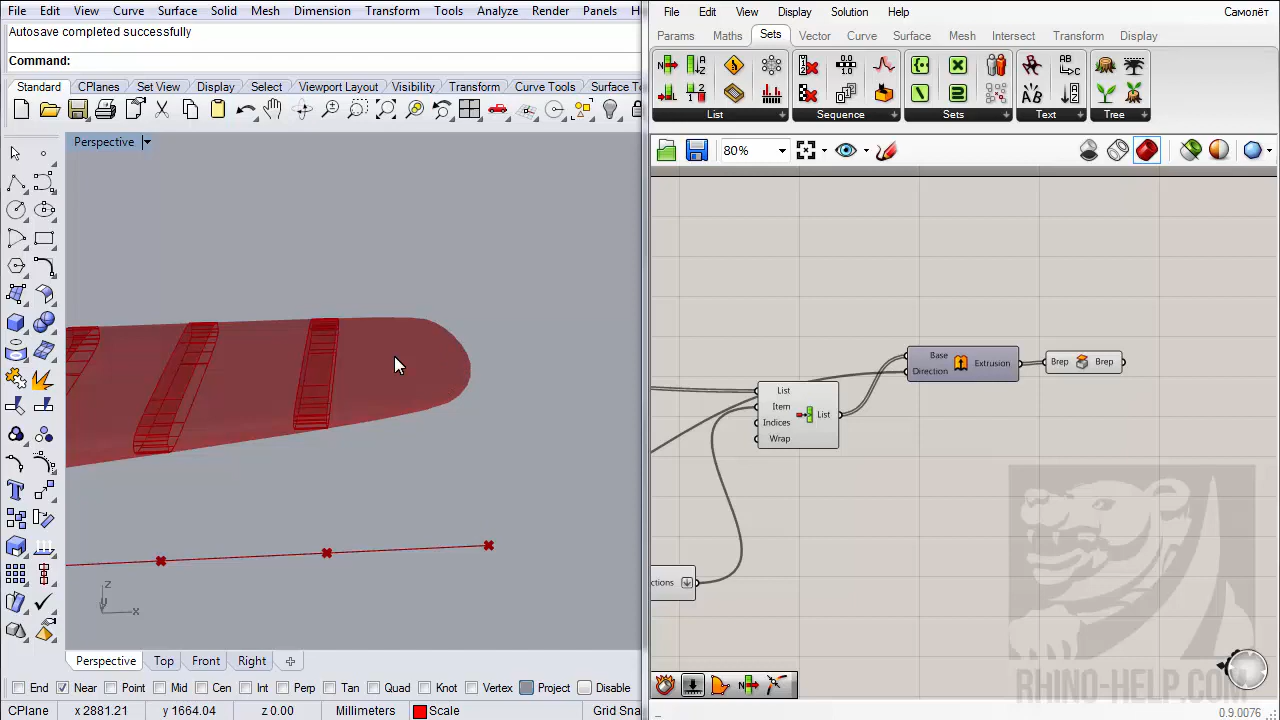 File Edit View Curve Surface Solid Mesh Dimension Transform Tools Analyze Render Panels H
Autosave completed successfully
Command:
Standard CPlanes Set View Display Select Viewport Layout Visibility Transform Curve Tools Surface To
Perspective
z
y
x
Perspective Top Front Right
End Near Point Mid Cen Int Perp Tan Quad Knot Vertex Project Disable
CPlane x 2881.21 y 1664.04 z 0.00 Millimeters Scale Grid Sna
File Edit View Display Solution Help Самолёт
Params Maths Sets Vector Curve Surface Mesh Intersect Transform Display
List Sequence Sets Text Tree
80%
Base
Direction
Extrusion
Brep Brep
List
Item
Indices
Wrap
List
ctions
RHINO-HELP.COM
0.9.0076